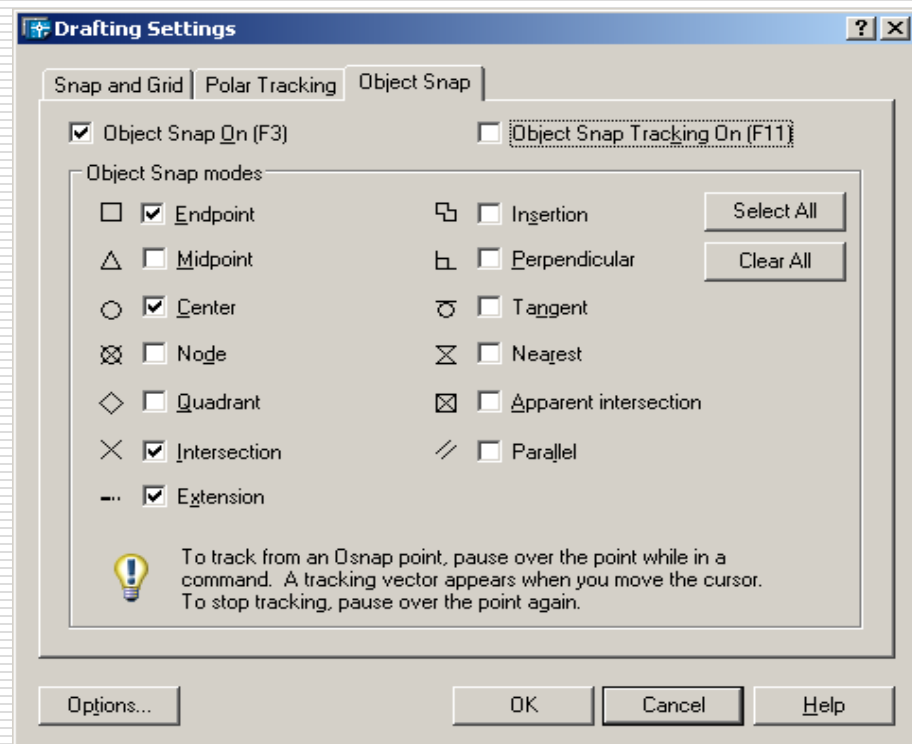 Drafting Settings
Snap and Grid
Polar Tracking
Object Snap
Object Snap On (F3)
Object Snap Tracking On (F11)
Object Snap modes
Endpoint
Midpoint
Center
Node
Quadrant
Intersection
Extension
Insertion
Perpendicular
Tangent
Nearest
Apparent intersection
Parallel
Select All
Clear All
To track from an Osnap point, pause over the point while in a
command. A tracking vector appears when you move the cursor.
To stop tracking, pause over the point again.
Options...
OK
Cancel
Help